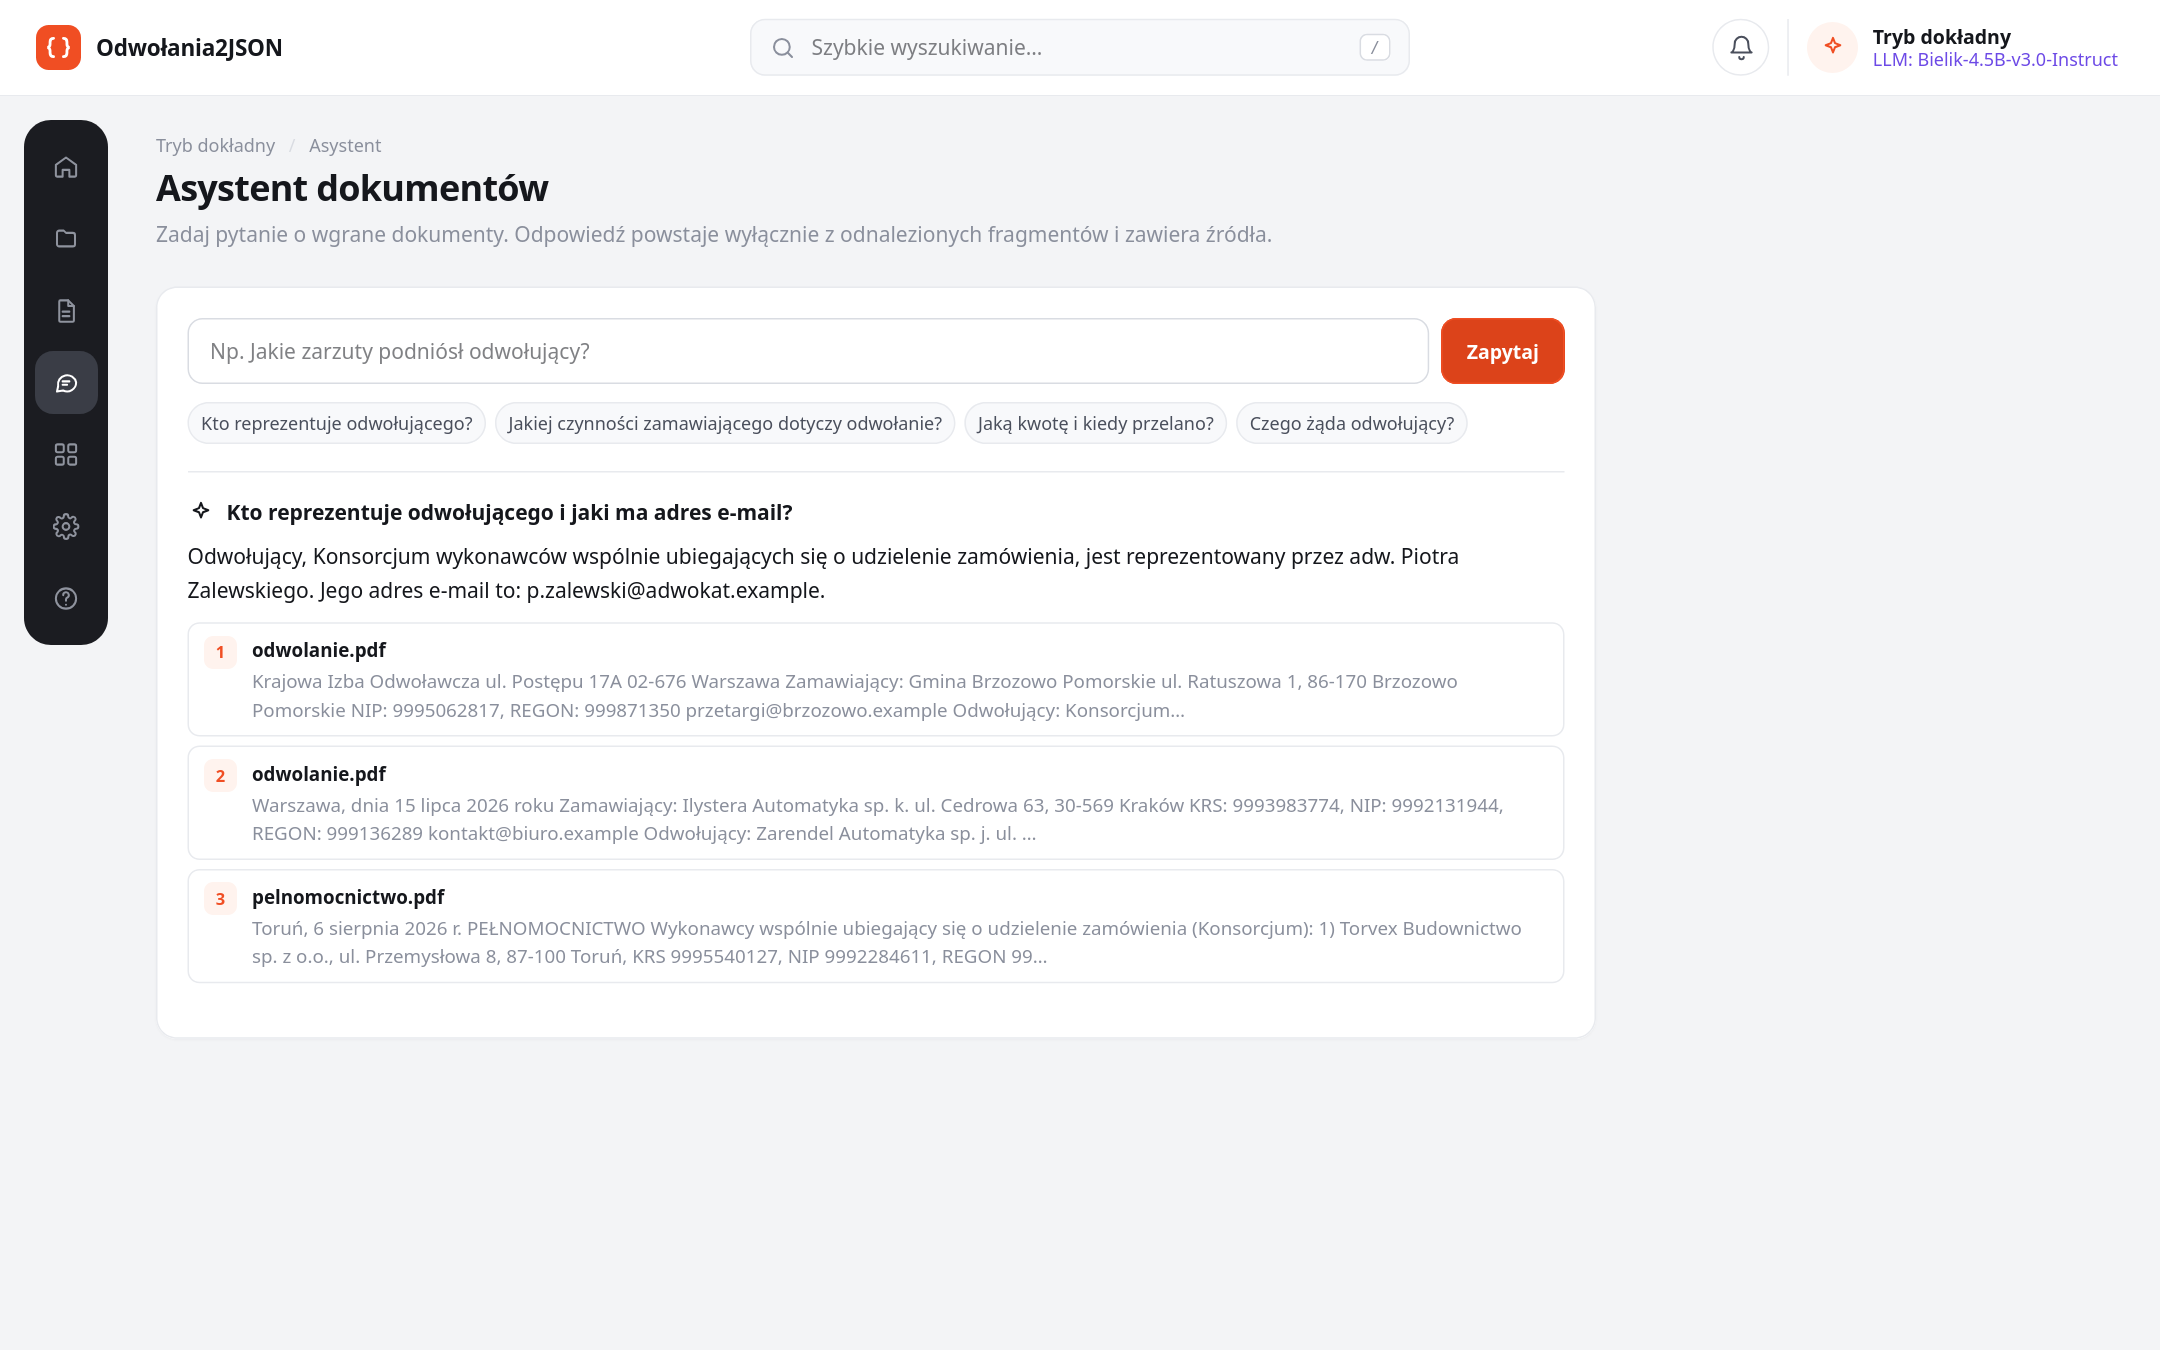 Odwołania2JSON
Szybkie wyszukiwanie...
/
Tryb dokładny
LLM: Bielik-4.5B-v3.0-Instruct
Tryb dokładny / Asystent
Asystent dokumentów
Zadaj pytanie o wgrane dokumenty. Odpowiedź powstaje wyłącznie z odnalezionych fragmentów i zawiera źródła.
Np. Jakie zarzuty podniósł odwołujący?
Zapytaj
Kto reprezentuje odwołującego?
Jakiej czynności zamawiającego dotyczy odwołanie?
Jaką kwotę i kiedy przelano?
Czego żąda odwołujący?
Kto reprezentuje odwołującego i jaki ma adres e-mail?
Odwołujący, Konsorcjum wykonawców wspólnie ubiegających się o udzielenie zamówienia, jest reprezentowany przez adw. Piotra
Zalewskiego. Jego adres e-mail to: p.zalewski@adwokat.example.
1 odwolanie.pdf
Krajowa Izba Odwoławcza ul. Postępu 17A 02-676 Warszawa Zamawiający: Gmina Brzozowo Pomorskie ul. Ratuszowa 1, 86-170 Brzozowo
Pomorskie NIP: 9995062817, REGON: 999871350 przetargi@brzozowo.example Odwołujący: Konsorcjum...
2 odwolanie.pdf
Warszawa, dnia 15 lipca 2026 roku Zamawiający: Ilystera Automatyka sp. k. ul. Cedrowa 63, 30-569 Kraków KRS: 9993983774, NIP: 9992131944,
REGON: 999136289 kontakt@biuro.example Odwołujący: Zarendel Automatyka sp. j. ul. ...
3 pelnomocnictwo.pdf
Toruń, 6 sierpnia 2026 r. PEŁNOMOCNICTWO Wykonawcy wspólnie ubiegający się o udzielenie zamówienia (Konsorcjum): 1) Torvex Budownictwo
sp. z o.o., ul. Przemysłowa 8, 87-100 Toruń, KRS 9995540127, NIP 9992284611, REGON 99...